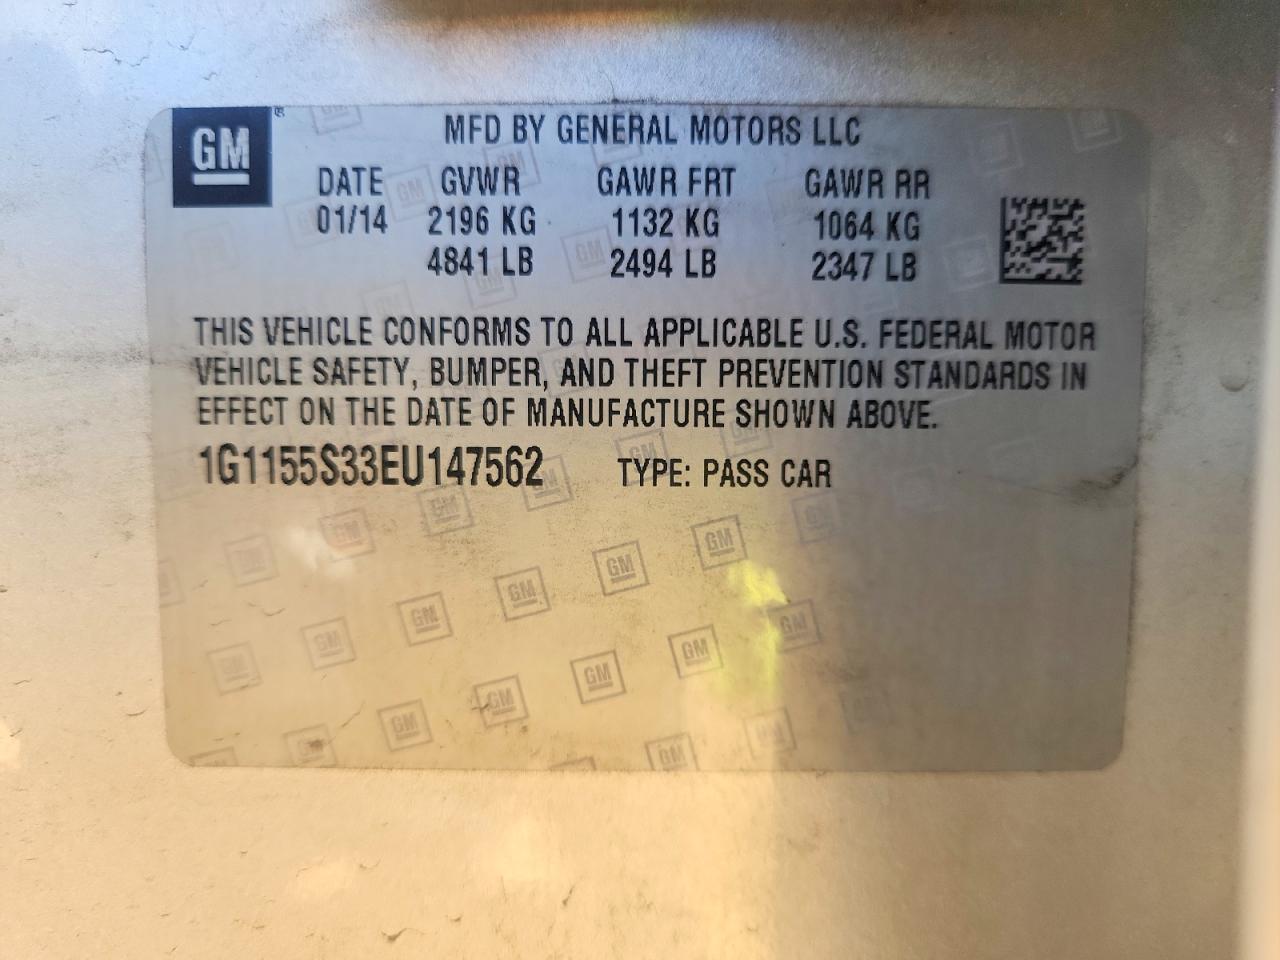 GM ®
MFD BY GENERAL MOTORS LLC
DATE GVWR GAWR FRT GAWR RR
01/14 2196 KG 1132 KG 1064 KG
4841 LB 2494 LB 2347 LB
THIS VEHICLE CONFORMS TO ALL APPLICABLE U.S. FEDERAL MOTOR
VEHICLE SAFETY, BUMPER, AND THEFT PREVENTION STANDARDS IN
EFFECT ON THE DATE OF MANUFACTURE SHOWN ABOVE.
1G1155S33EU147562 TYPE: PASS CAR